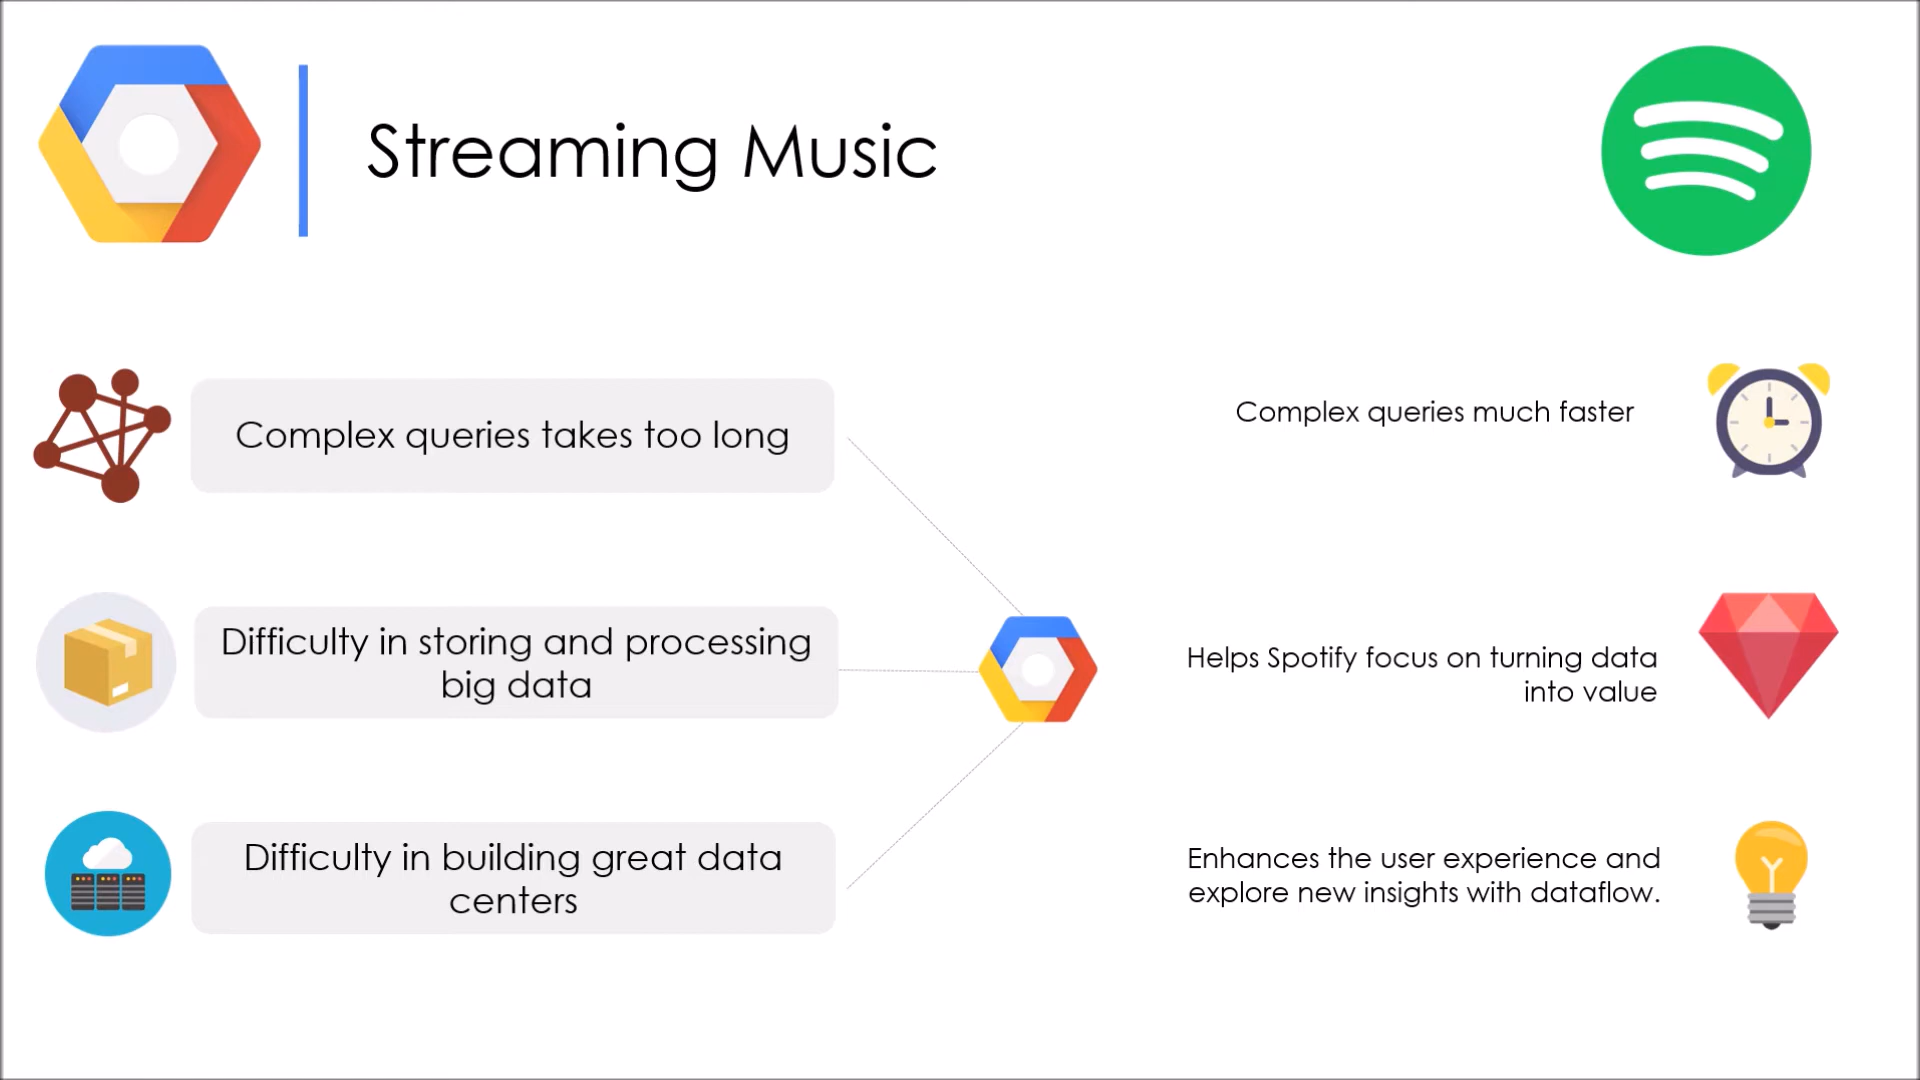 Streaming Music
Complex queries takes too long
Difficulty in storing and processing
big data
Difficulty in building great data
centers
Complex queries much faster
Helps Spotify focus on turning data
into value
Enhances the user experience and
explore new insights with dataflow.